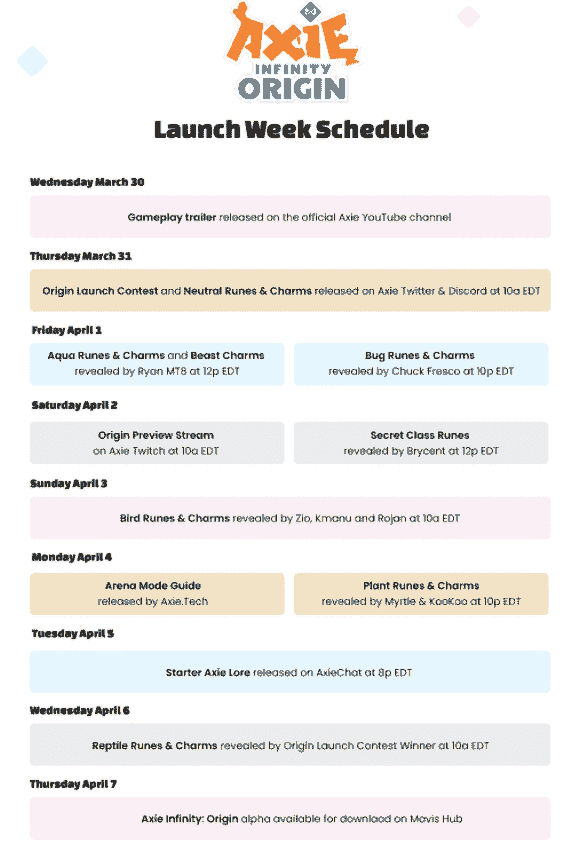 AXIE
INFINITY
ORIGIN
Launch Week Schedule
Wednesday March 30
Gameplay trailer released on the official Axie YouTube channel
Thursday March 31
Origin Launch Contest and Neutral Runes & Charms released on Axie Twitter & Discord at 10a EDT
Friday April 1
Aqua Runes & Charms and Beast Charms
revealed by Ryan MT8 at 12p EDT
Bug Runes & Charms
revealed by Chuck Fresco at 10p EDT
Saturday April 2
Origin Preview Stream
on Axie Twitch at 10a EDT
Secret Class Runes
revealed by Brycent at 12p EDT
Sunday April 3
Bird Runes & Charms revealed by Zio, Kmanu and Rojan at 10a EDT
Monday April 4
Arena Mode Guide
released by Axie.Tech
Plant Runes & Charms
revealed by Myrtle & KooKoo at 10p EDT
Tuesday April 5
Starter Axie Lore released on AxieChat at 8p EDT
Wednesday April 6
Reptile Runes & Charms revealed by Origin Launch Contest Winner at 10a EDT
Thursday April 7
Axie Infinity: Origin alpha available for download on Mavis Hub